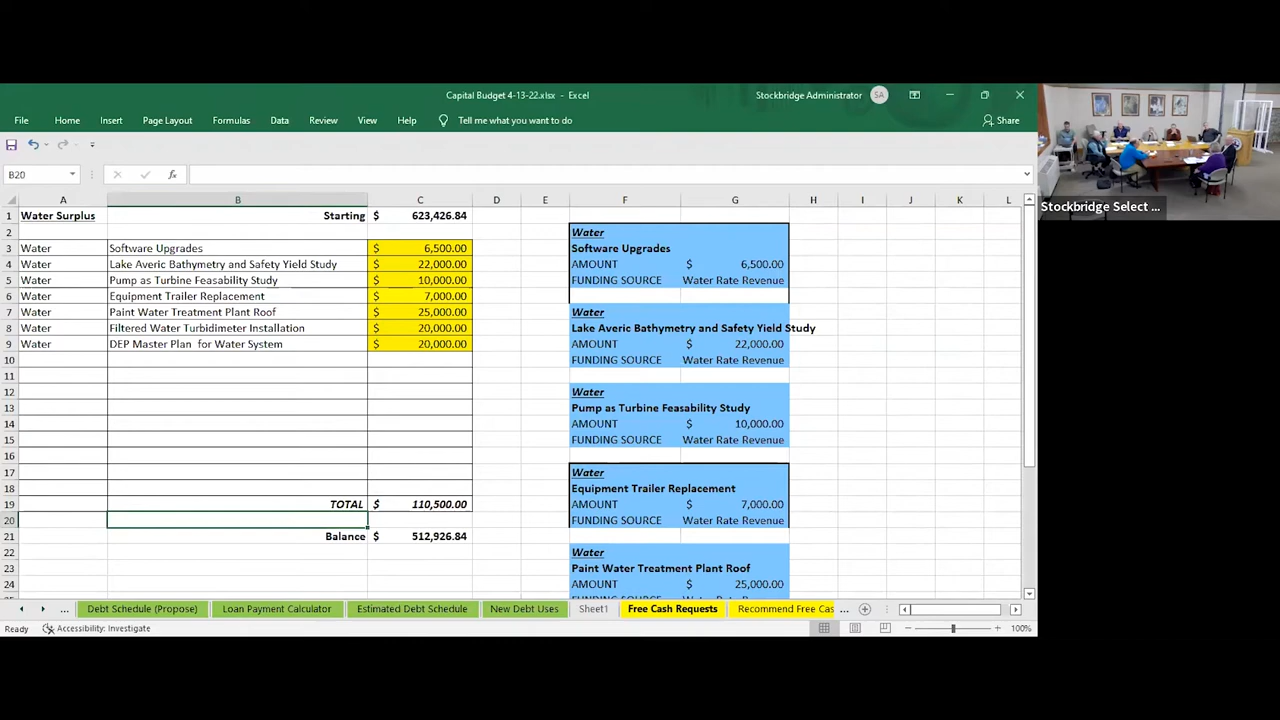 Capital Budget 4-13-22.xlsx - Excel
Stockbridge Administrator SA
File Home Insert Page Layout Formulas Data Review View Help Tell me what you want to do Share
B20 fx
A B C D E F G H I J K L
1 Water Surplus Starting $ 623,426.84
2 Water
3 Water Software Upgrades $ 6,500.00 Software Upgrades
4 Water Lake Averic Bathymetry and Safety Yield Study $ 22,000.00 AMOUNT $ 6,500.00
5 Water Pump as Turbine Feasability Study $ 10,000.00 FUNDING SOURCE Water Rate Revenue
6 Water Equipment Trailer Replacement $ 7,000.00
7 Water Paint Water Treatment Plant Roof $ 25,000.00 Water
8 Water Filtered Water Turbidimeter Installation $ 20,000.00 Lake Averic Bathymetry and Safety Yield Study
9 Water DEP Master Plan for Water System $ 20,000.00 AMOUNT $ 22,000.00
10 FUNDING SOURCE Water Rate Revenue
11
12 Water
13 Pump as Turbine Feasability Study
14 AMOUNT $ 10,000.00
15 FUNDING SOURCE Water Rate Revenue
16
17 Water
18 Equipment Trailer Replacement
19 TOTAL $ 110,500.00 AMOUNT $ 7,000.00
20 FUNDING SOURCE Water Rate Revenue
21 Balance $ 512,926.84
22 Water
23 Paint Water Treatment Plant Roof
24 AMOUNT $ 25,000.00
... Debt Schedule (Propose) Loan Payment Calculator Estimated Debt Schedule New Debt Uses Sheet1 Free Cash Requests Recommend Free Cas ...
Ready Accessibility: Investigate 100%
Stockbridge Select ...